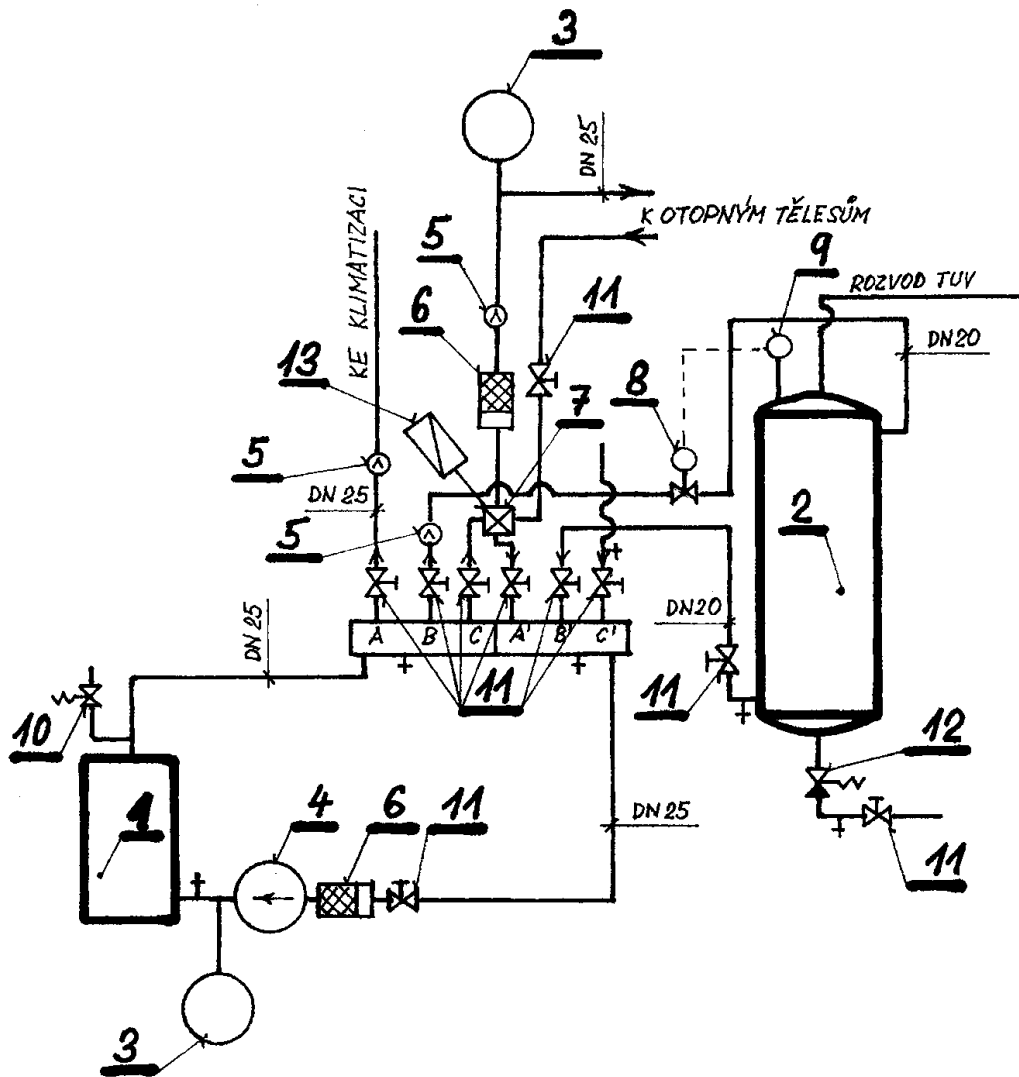 3
DN 25
K OTOPNÝM TĚLESŮM
KE KLIMATIZACI
5
6
11
9
ROZVOD TUV
DN20
13
7
8
5
DN 25
5
2
DN20
A
B
C
A'
B'
C'
DN 25
11
11
10
12
1
4
6
11
DN 25
11
3